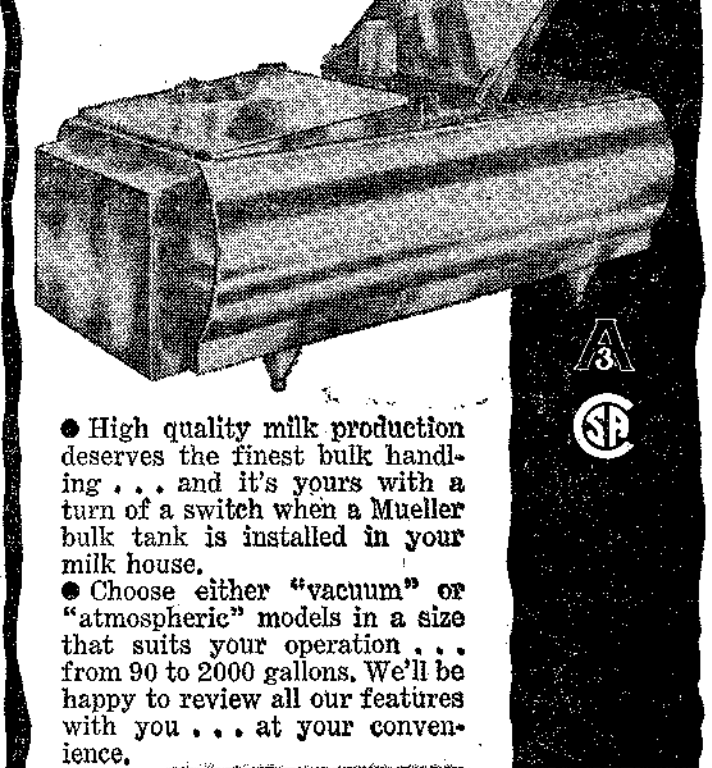 A
3
CSA
● High quality milk production
deserves the finest bulk handl-
ing . . . and it's yours with a
turn of a switch when a Mueller
bulk tank is installed in your
milk house.
● Choose either "vacuum" or
"atmospheric" models in a size
that suits your operation . . .
from 90 to 2000 gallons. We'll be
happy to review all our features
with you . . . at your conven-
ience.